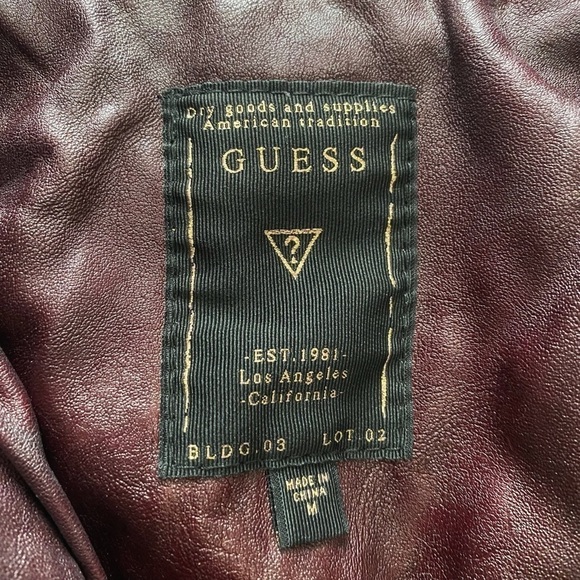 Dry goods and supplies
American tradition
GUESS
?
-EST.1981-
Los Angeles
-California-
BLDG.03 LOT.02
MADE IN
CHINA
M